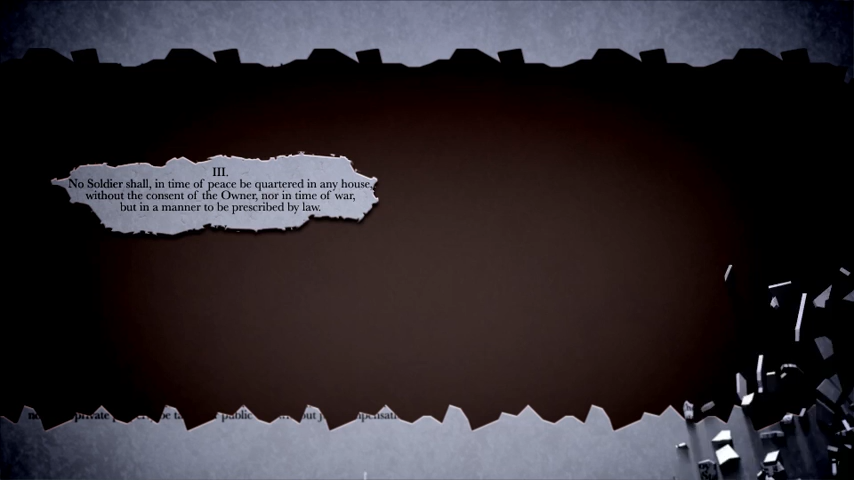 III.
No Soldier shall, in time of peace be quartered in any house,
without the consent of the Owner, nor in time of war,
but in a manner to be prescribed by law.
private be public